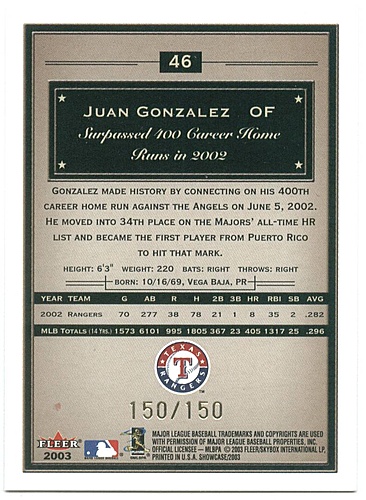 46
JUAN GONZALEZ OF
Surpassed 400 Career Home
Runs in 2002
GONZALEZ MADE HISTORY BY CONNECTING ON HIS 400TH
CAREER HOME RUN AGAINST THE ANGELS ON JUNE 5, 2002.
HE MOVED INTO 34TH PLACE ON THE MAJORS' ALL-TIME HR
LIST AND BECAME THE FIRST PLAYER FROM PUERTO RICO
TO HIT THAT MARK.
HEIGHT: 6'3" WEIGHT: 220 BATS: RIGHT THROWS: RIGHT
BORN: 10/16/69, VEGA BAJA, PR
YEAR TEAM G AB R H 2B 3B HR RBI SB AVG
2002 RANGERS 70 277 38 78 21 1 8 35 2 .282
MLB TOTALS (14 YRS.) 1573 6101 995 1805 367 23 405 1317 25 .296
TEXAS
T
RANGERS
150/150
FLEER
2003
MAJOR LEAGUE BASEBALL TRADEMARKS AND COPYRIGHTS ARE USED
WITH PERMISSION OF MAJOR LEAGUE BASEBALL PROPERTIES, INC.
OFFICIAL LICENSEE – MLBPA © 2003 FLEER/SKYBOX INTERNATIONAL LP,
PRINTED IN U.S.A. SHOWCASE/2003